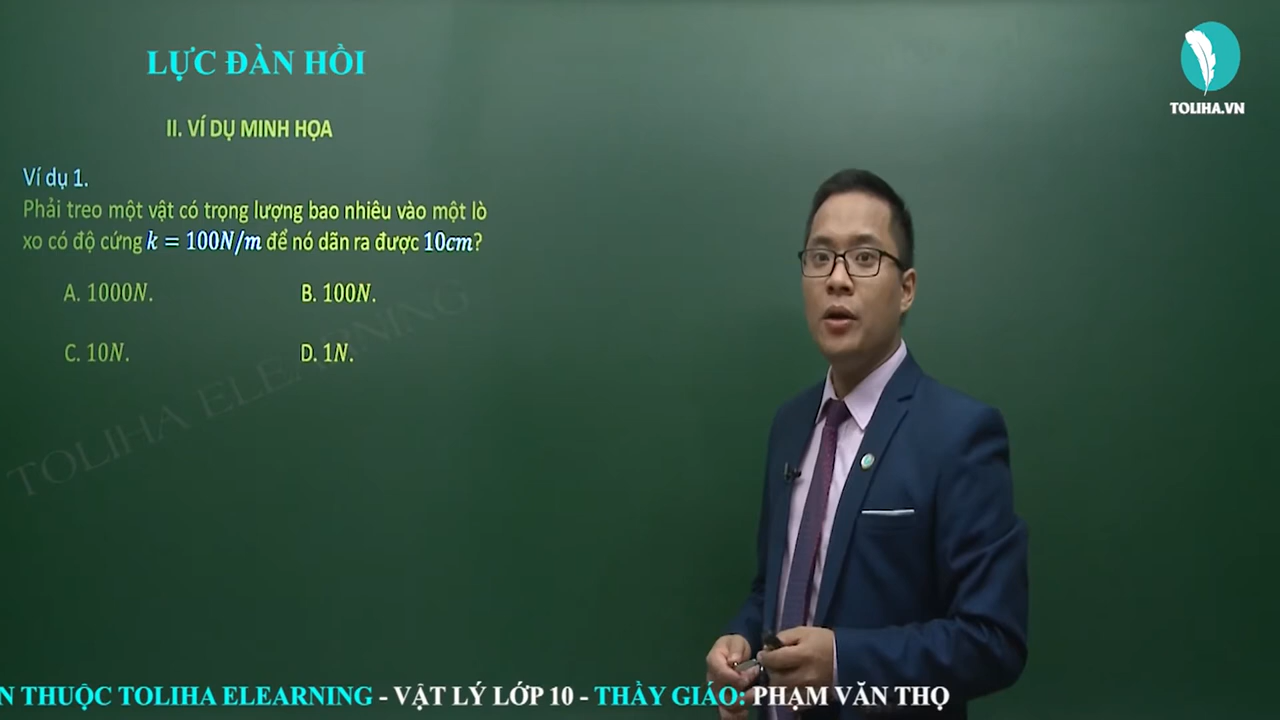 LỰC ĐÀN HỒI
TOLIHA.VN
II. VÍ DỤ MINH HỌA
Ví dụ 1.
Phải treo một vật có trọng lượng bao nhiêu vào một lò
xo có độ cứng k = 100N/m để nó dãn ra được 10cm?
A. 1000N. B. 100N.
C. 10N. D. 1N.
TOLIHA ELEARNING
N THUỘC TOLIHA ELEARNING - VẬT LÝ LỚP 10 - THẦY GIÁO: PHẠM VĂN THỌ